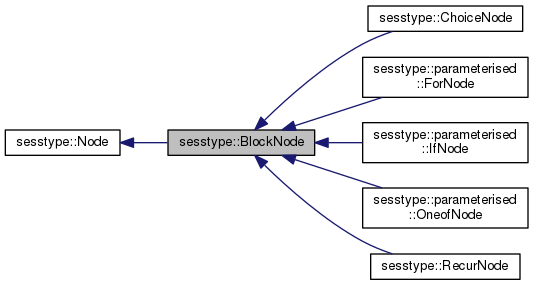 sesstype::ChoiceNode
sesstype::parameterised
::ForNode
sesstype::Node
sesstype::BlockNode
sesstype::parameterised
::IfNode
sesstype::parameterised
::OneofNode
sesstype::RecurNode